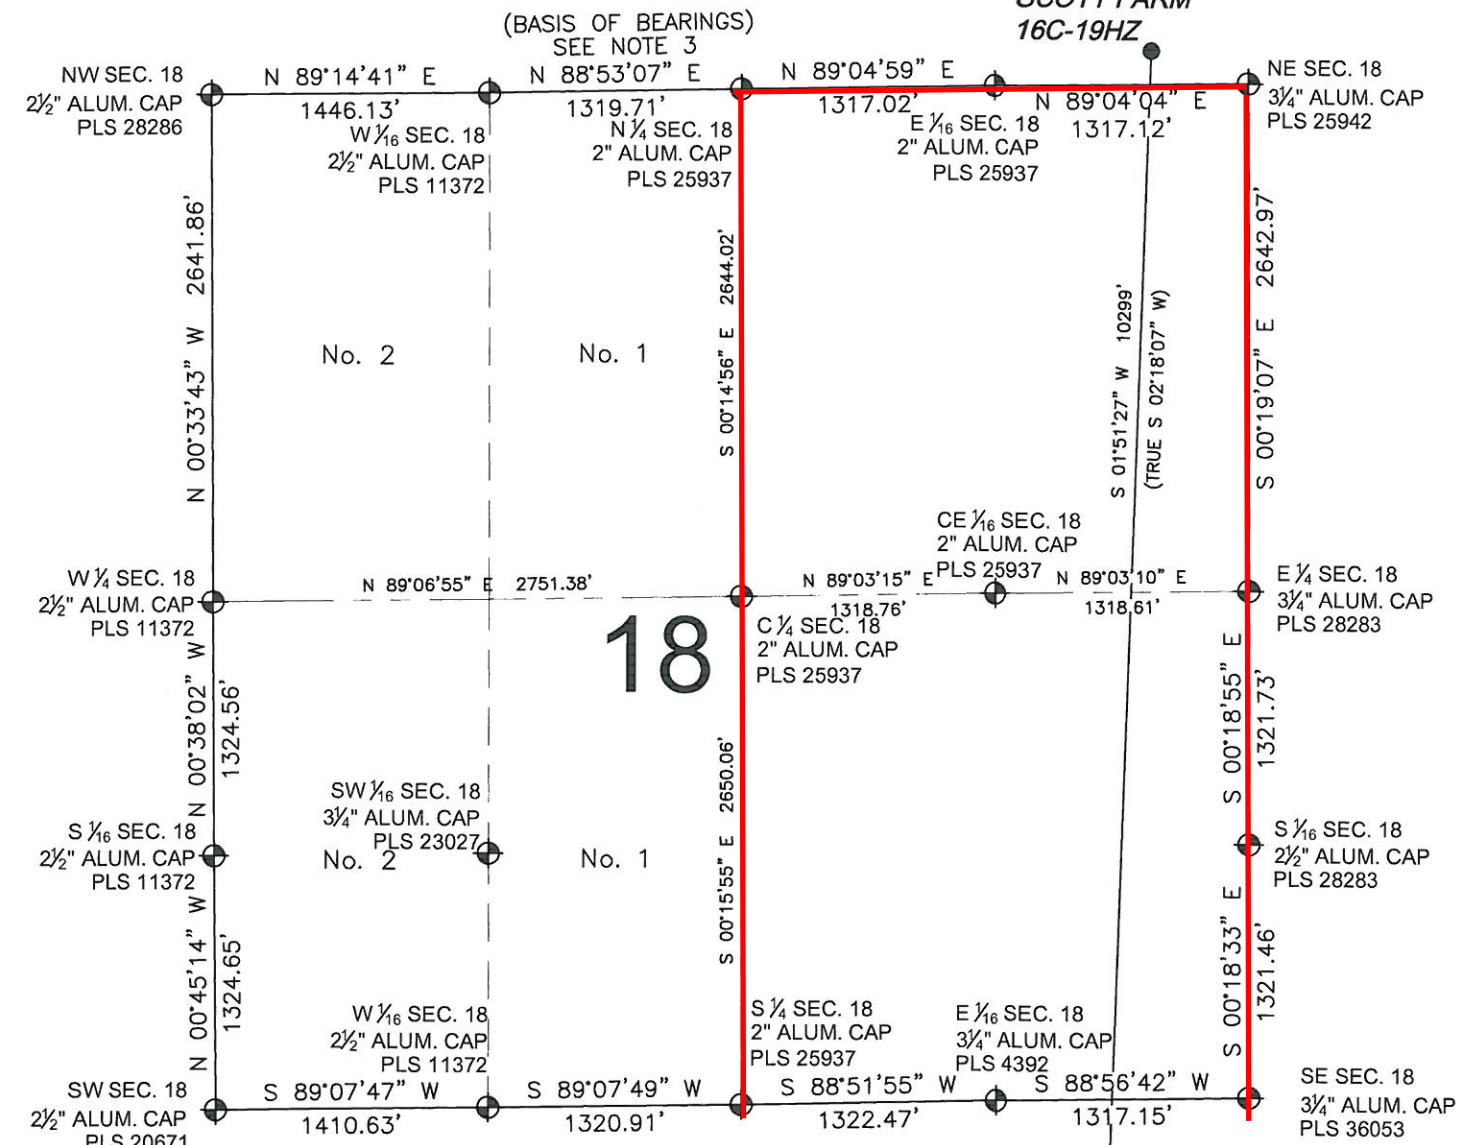 SCOTT FARM
16C-19HZ
(BASIS OF BEARINGS)
SEE NOTE 3
NW SEC. 18
2½" ALUM. CAP
PLS 28286
N 89°14'41" E
1446.13'
N 88°53'07" E
1319.71'
N 89°04'59" E
1317.02'
N 89°04'04" E
1317.12'
NE SEC. 18
3¼" ALUM. CAP
PLS 25942
W ⅟16 SEC. 18
2½" ALUM. CAP
PLS 11372
N ¼ SEC. 18
2" ALUM. CAP
PLS 25937
E ⅟16 SEC. 18
2" ALUM. CAP
PLS 25937
N 00°33'43" W 2641.86'
No. 2
No. 1
S 00°14'56" E 2644.02'
S 01°51'27" W 10299'
(TRUE S 02°18'07" W)
S 00°19'07" E 2642.97'
W ¼ SEC. 18
2½" ALUM. CAP
PLS 11372
N 89°06'55" E 2751.38'
CE ⅟16 SEC. 18
2" ALUM. CAP
PLS 25937
N 89°03'15" E
1318.76'
N 89°03'10" E
1318.61'
E ¼ SEC. 18
3¼" ALUM. CAP
PLS 28283
18
C ¼ SEC. 18
2" ALUM. CAP
PLS 25937
N 00°38'02" W
1324.56'
S 00°18'55" E
1321.73'
SW ⅟16 SEC. 18
3¼" ALUM. CAP
PLS 23027
S ⅟16 SEC. 18
2½" ALUM. CAP
PLS 11372
No. 2
No. 1
S 00°15'55" E 2650.06'
S ⅟16 SEC. 18
2½" ALUM. CAP
PLS 28283
N 00°45'14" W
1324.65'
S 00°18'33" E
1321.46'
W ⅟16 SEC. 18
2½" ALUM. CAP
PLS 11372
S ¼ SEC. 18
2" ALUM. CAP
PLS 25937
E ⅟16 SEC. 18
3¼" ALUM. CAP
PLS 4392
SW SEC. 18
2½" ALUM. CAP
PLS 20671
S 89°07'47" W
1410.63'
S 89°07'49" W
1320.91'
S 88°51'55" W
1322.47'
S 88°56'42" W
1317.15'
SE SEC. 18
3¼" ALUM. CAP
PLS 36053